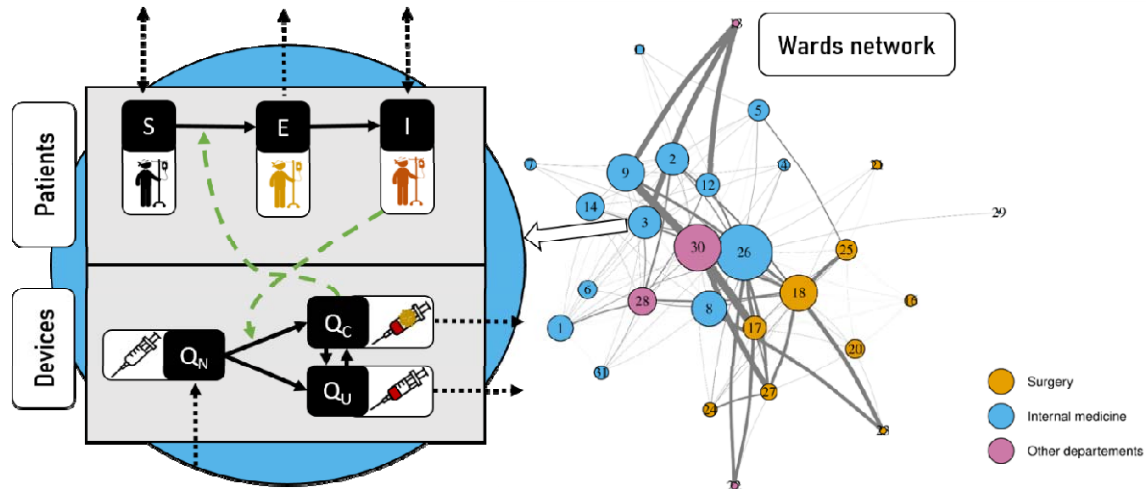 Wards network
Patients
S
E
I
Devices
Q_N
Q_C
Q_U
5
7
9
2
4
12
14
3
29
30
26
25
6
28
8
18
1
17
20
31
24
27
Surgery
Internal medicine
Other departements